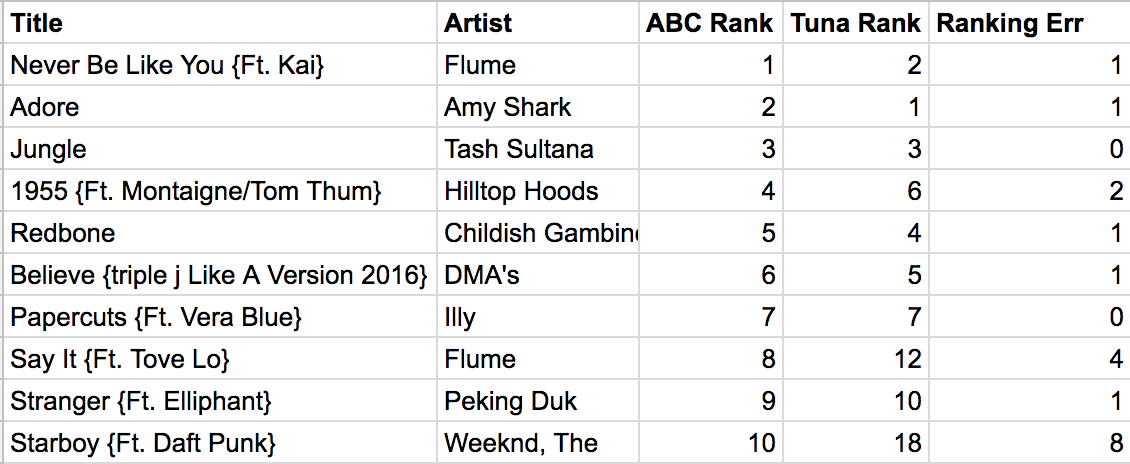 Title Artist ABC Rank Tuna Rank Ranking Err
Never Be Like You {Ft. Kai} Flume 1 2 1
Adore Amy Shark 2 1 1
Jungle Tash Sultana 3 3 0
1955 {Ft. Montaigne/Tom Thum} Hilltop Hoods 4 6 2
Redbone Childish Gambino 5 4 1
Believe {triple j Like A Version 2016} DMA's 6 5 1
Papercuts {Ft. Vera Blue} Illy 7 7 0
Say It {Ft. Tove Lo} Flume 8 12 4
Stranger {Ft. Elliphant} Peking Duk 9 10 1
Starboy {Ft. Daft Punk} Weeknd, The 10 18 8